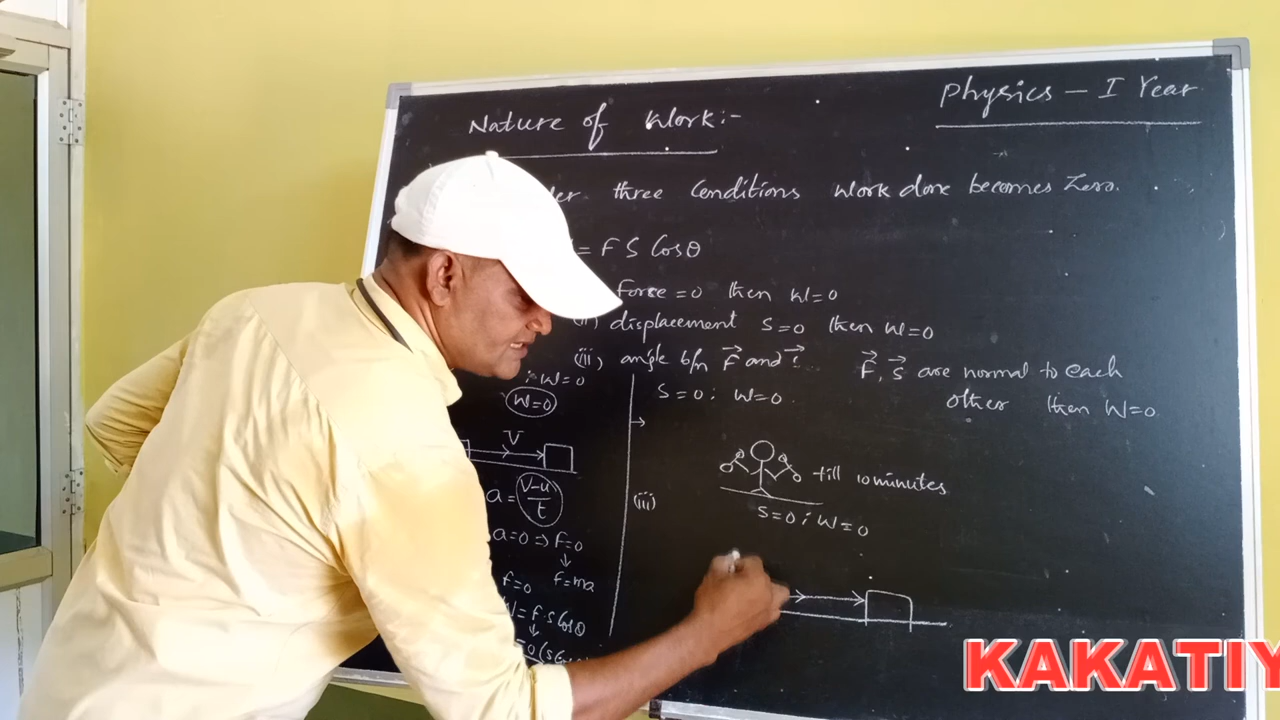 Physics - I Year
Nature of Work:-
three Conditions Work done becomes Zero.
= F S Cosθ
force = 0 then W=0
(ii) displacement S=0 then W=0
(iii) angle b/n F and F, S are normal to each
other then W=0
W=0
W=0
V
a = V-u/t
a=0 ⇒ F=0
F=ma
F=0
W=F.S Cosθ
S=0 ; W=0.
till 10 minutes
S=0 ; W=0
(iii)
KAKATIY